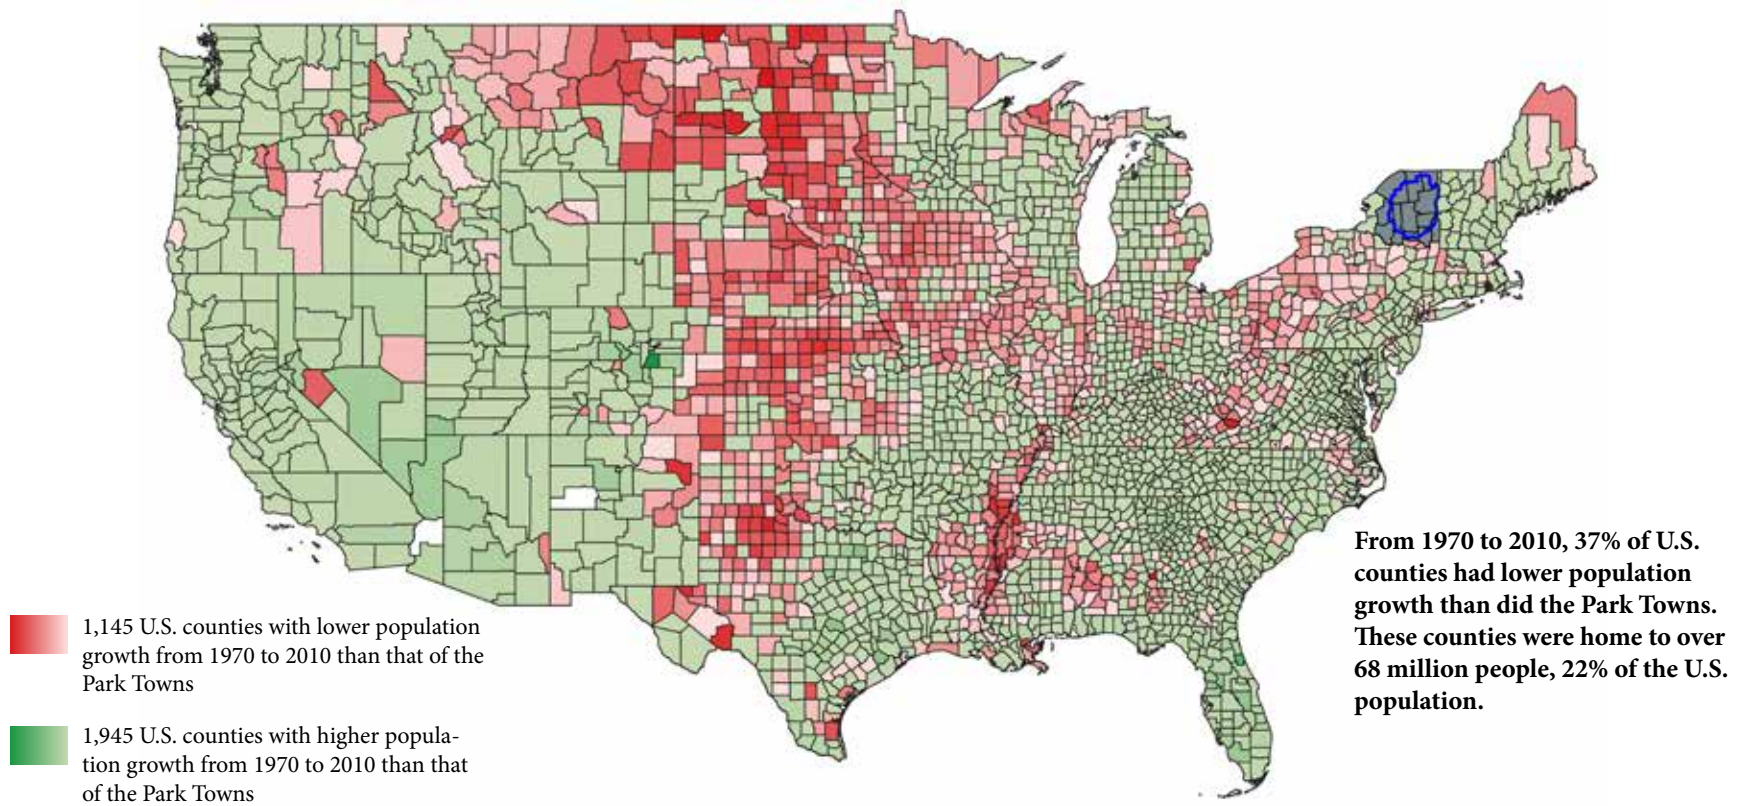 From 1970 to 2010, 37% of U.S.
counties had lower population
growth than did the Park Towns.
These counties were home to over
68 million people, 22% of the U.S.
population.
1,145 U.S. counties with lower population
growth from 1970 to 2010 than that of the
Park Towns
1,945 U.S. counties with higher popula-
tion growth from 1970 to 2010 than that
of the Park Towns